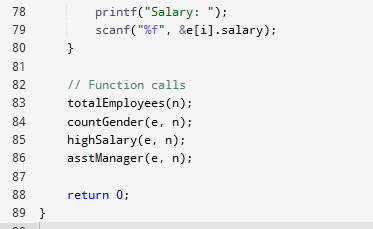 78 printf("Salary: ");
79 scanf("%f", &e[i].salary);
80 }
81
82 // Function calls
83 totalEmployees(n);
84 countGender(e, n);
85 highSalary(e, n);
86 asstManager(e, n);
87
88 return 0;
89 }